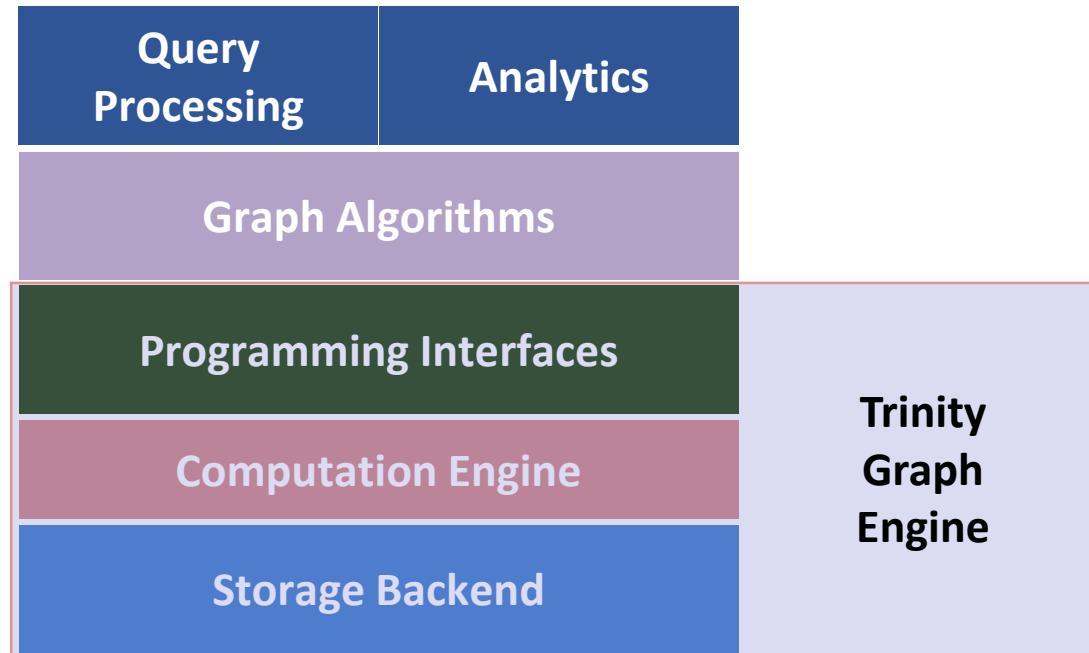 Query
Processing
Analytics
Graph Algorithms
Programming Interfaces
Computation Engine
Storage Backend
Trinity
Graph
Engine